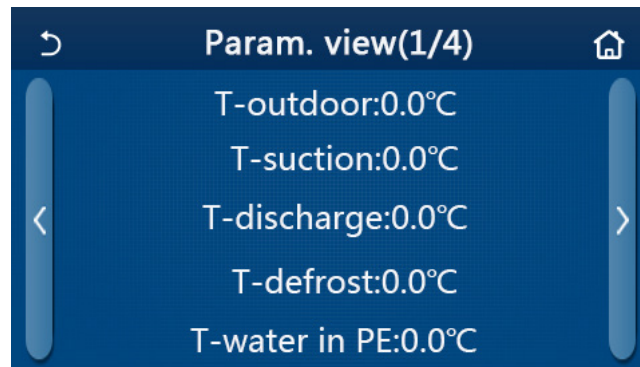 Param. view(1/4)
T-outdoor:0.0℃
T-suction:0.0℃
T-discharge:0.0℃
T-defrost:0.0℃
T-water in PE:0.0℃